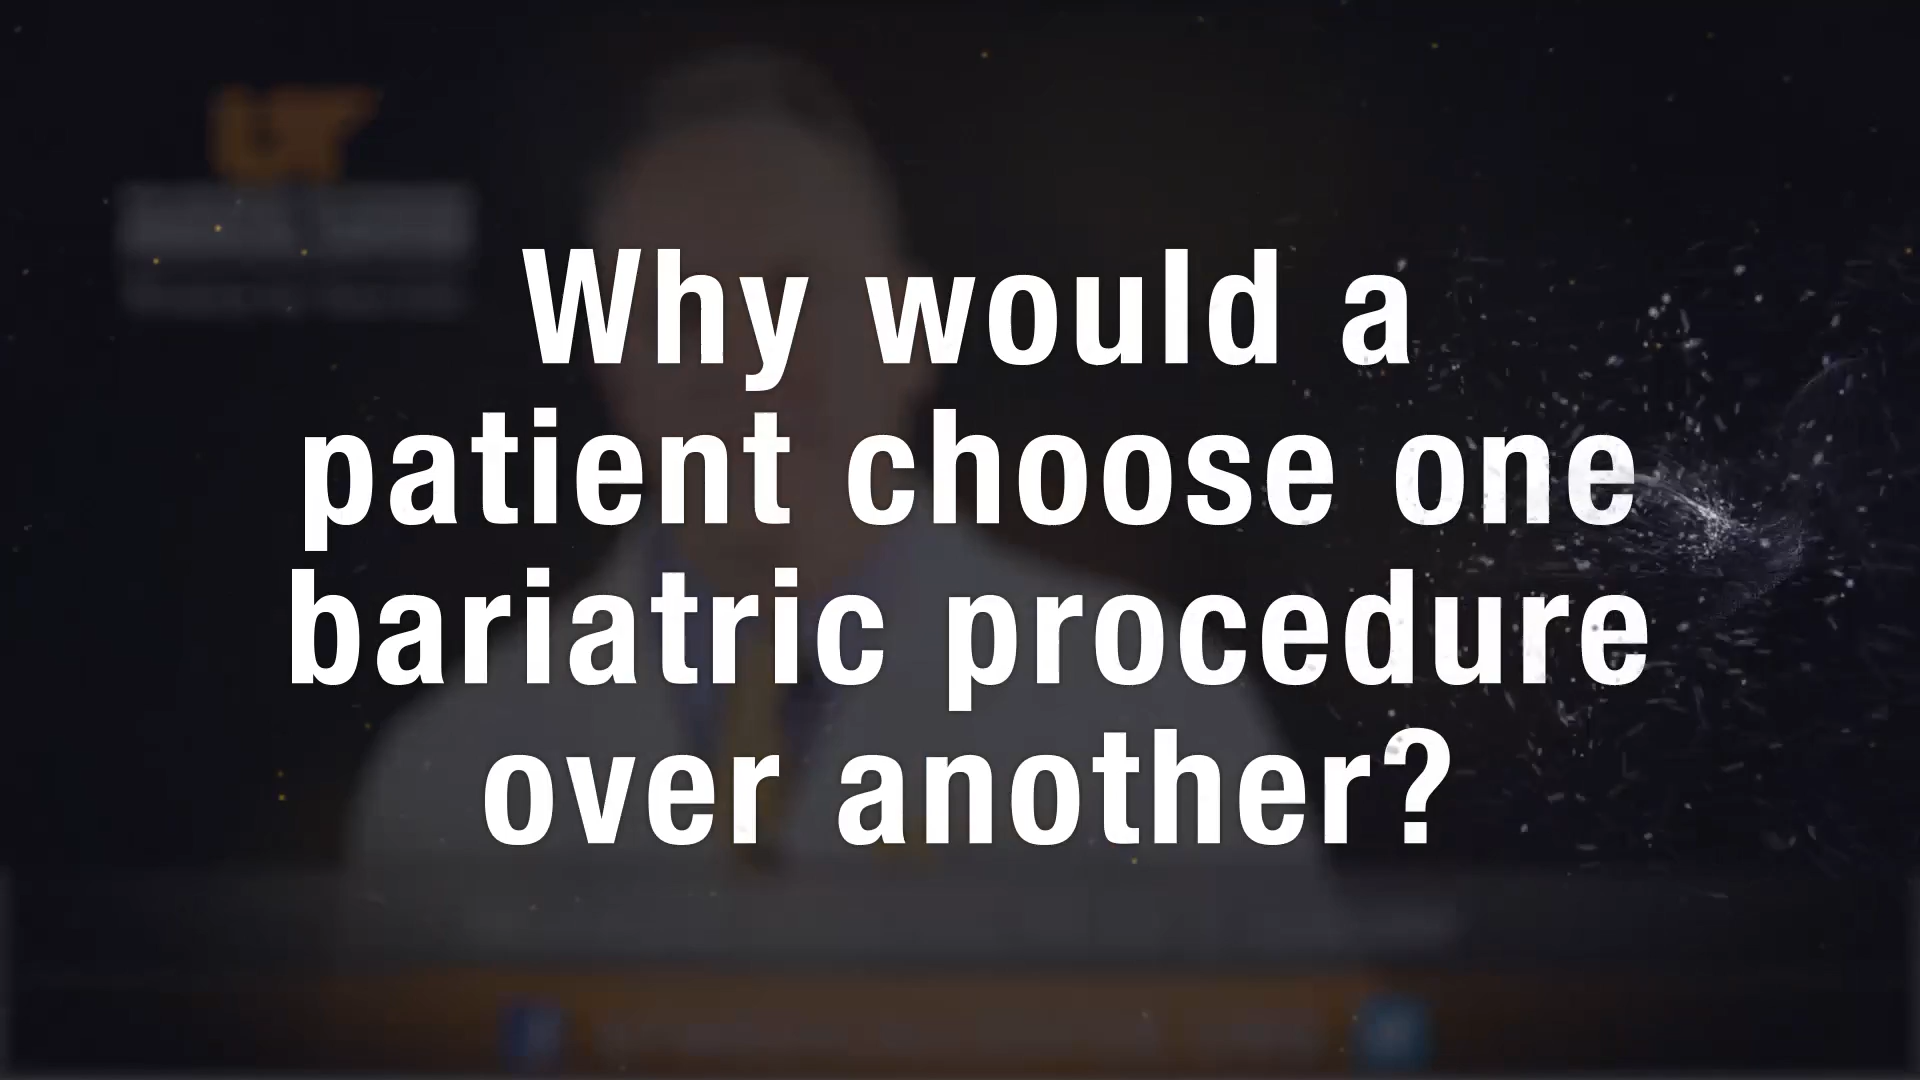 Why would a
patient choose one
bariatric procedure
over another?